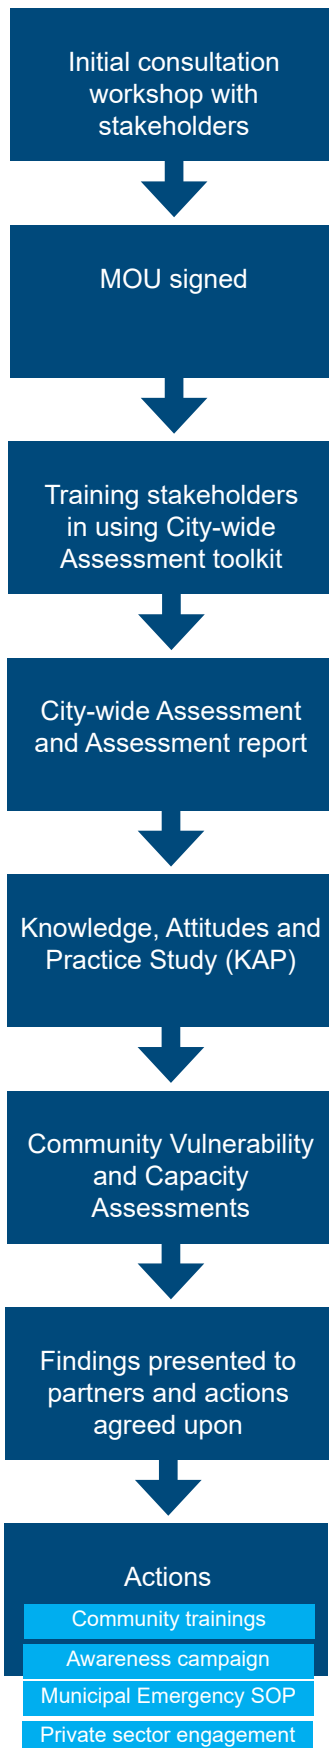 Initial consultation
workshop with
stakeholders
MOU signed
Training stakeholders
in using City-wide
Assessment toolkit
City-wide Assessment
and Assessment report
Knowledge, Attitudes and
Practice Study (KAP)
Community Vulnerability
and Capacity
Assessments
Findings presented to
partners and actions
agreed upon
Actions
Community trainings
Awareness campaign
Municipal Emergency SOP
Private sector engagement